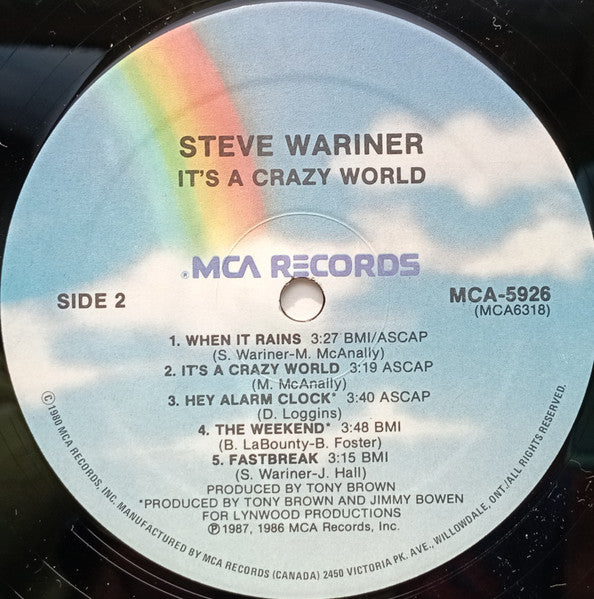 STEVE WARINER
IT'S A CRAZY WORLD
® MCA RECORDS
SIDE 2
MCA-5926
(MCA6318)
1. WHEN IT RAINS 3:27 BMI/ASCAP
(S. Wariner-M. McAnally)
2. IT'S A CRAZY WORLD 3:19 ASCAP
(M. McAnally)
3. HEY ALARM CLOCK* 3:40 ASCAP
(D. Loggins)
4. THE WEEKEND* 3:48 BMI
(B. LaBounty-B. Foster)
5. FASTBREAK 3:15 BMI
(S. Wariner-J. Hall)
PRODUCED BY TONY BROWN
*PRODUCED BY TONY BROWN AND JIMMY BOWEN
FOR LYNWOOD PRODUCTIONS
℗ 1987, 1986 MCA Records, Inc.
© 1980 MCA RECORDS, INC. MANUFACTURED BY MCA RECORDS (CANADA) 2450 VICTORIA PK. AVE., WILLOWDALE, ONT./ALL RIGHTS RESERVED.